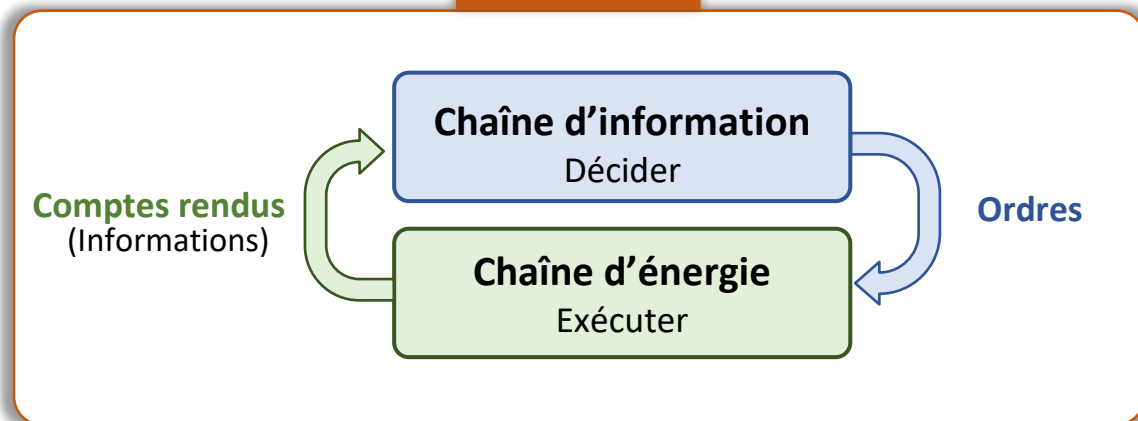 Chaîne d’information
Décider
Comptes rendus
(Informations)
Ordres
Chaîne d’énergie
Exécuter